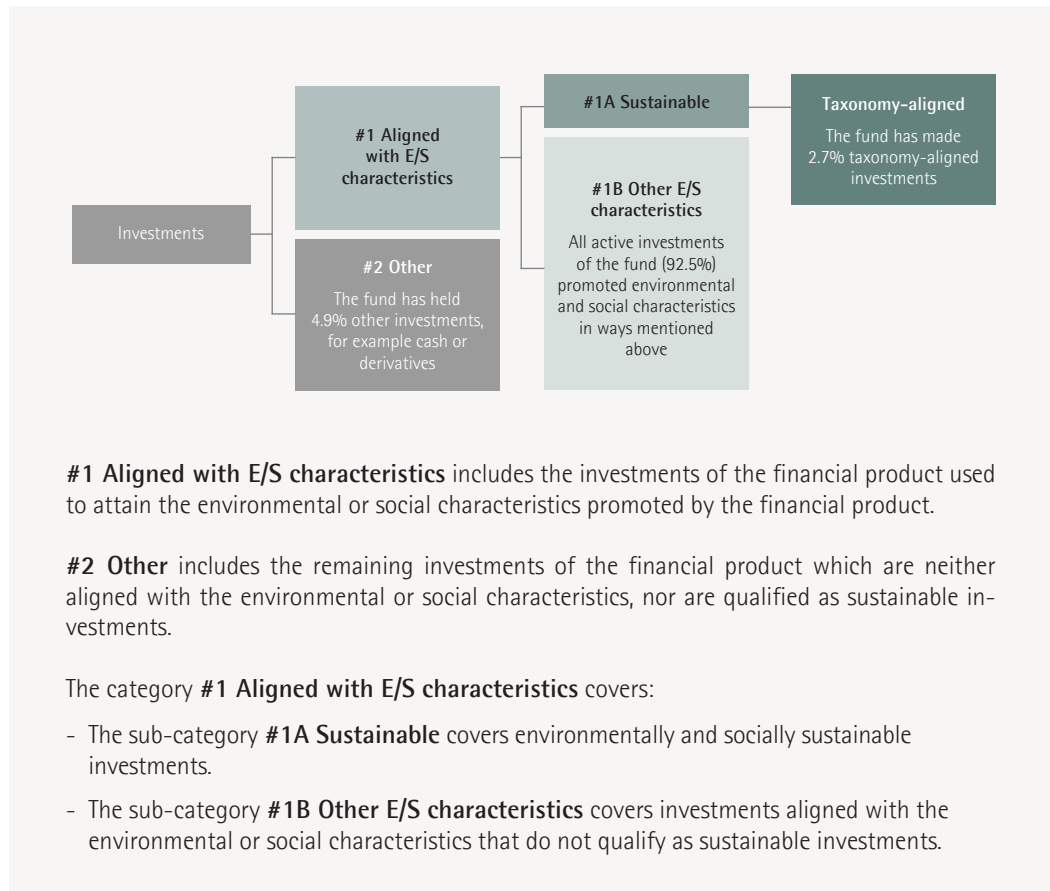 Investments
#1 Aligned
with E/S
characteristics
#2 Other
The fund has held
4.9% other investments,
for example cash or
derivatives
#1A Sustainable
#1B Other E/S
characteristics
All active investments
of the fund (92.5%)
promoted environmental
and social characteristics
in ways mentioned
above
Taxonomy-aligned
The fund has made
2.7% taxonomy-aligned
investments
#1 Aligned with E/S characteristics includes the investments of the financial product used
to attain the environmental or social characteristics promoted by the financial product.
#2 Other includes the remaining investments of the financial product which are neither
aligned with the environmental or social characteristics, nor are qualified as sustainable in-
vestments.
The category #1 Aligned with E/S characteristics covers:
- The sub-category #1A Sustainable covers environmentally and socially sustainable
investments.
- The sub-category #1B Other E/S characteristics covers investments aligned with the
environmental or social characteristics that do not qualify as sustainable investments.